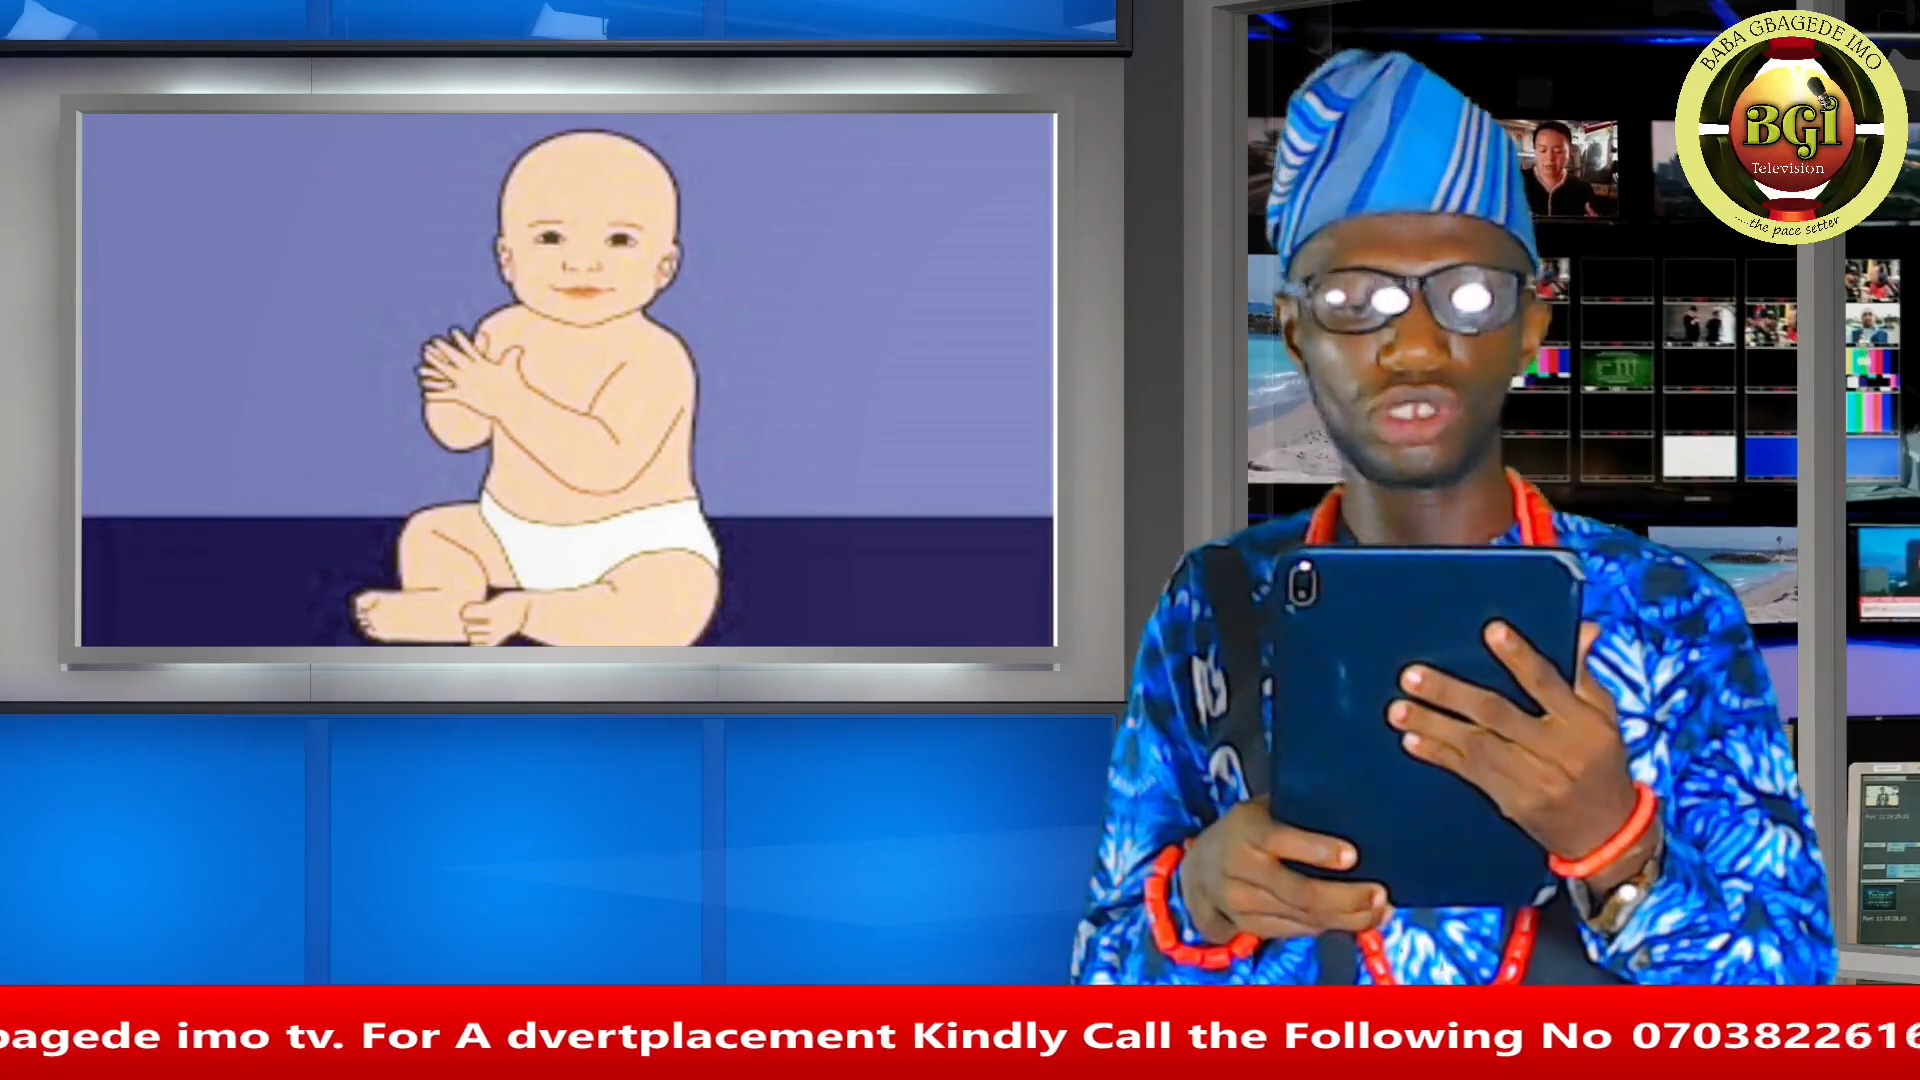 BABA GBAGEDE IMO
BGI
Television
.....the pace setter
bagede imo tv. For A dvertplacement Kindly Call the Following No 0703822616